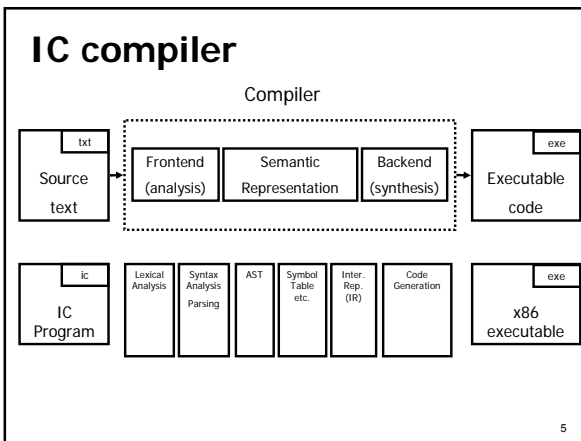 IC compiler
Compiler
txt
Source
text
Frontend
(analysis)
Semantic
Representation
Backend
(synthesis)
exe
Executable
code
ic
IC
Program
Lexical
Analysis
Syntax
Analysis
Parsing
AST
Symbol
Table
etc.
Inter.
Rep.
(IR)
Code
Generation
exe
x86
executable
5